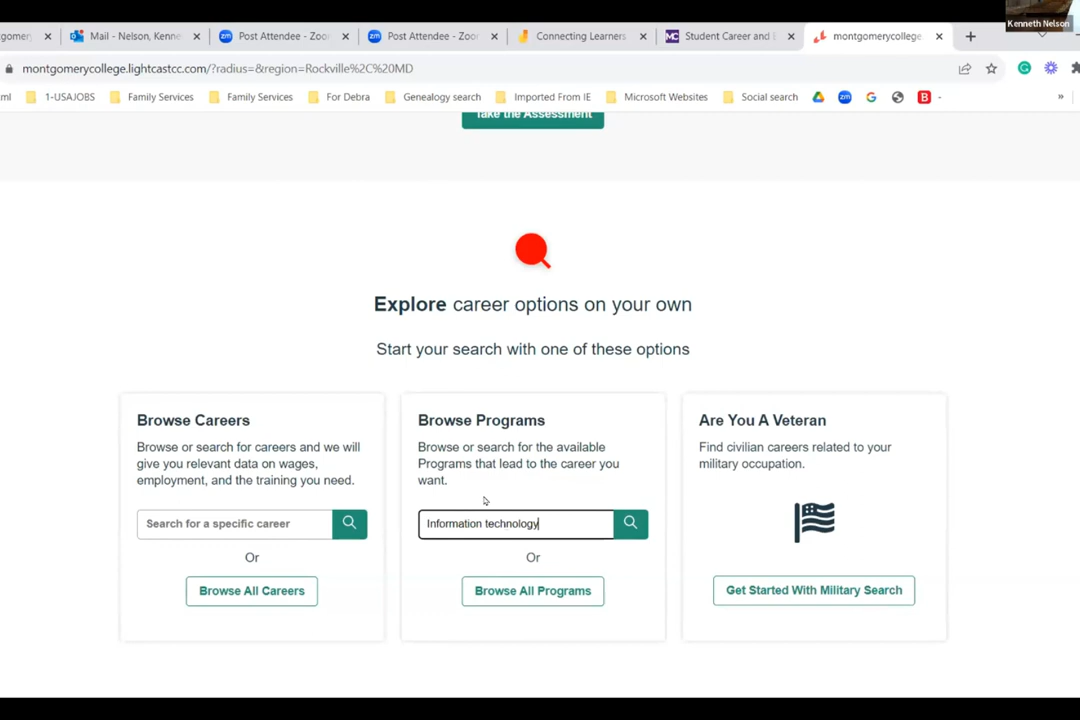 Kenneth Nelson
tgomery
Mail - Nelson, Kenne
Post Attendee - Zoor
Post Attendee - Zoor
Connecting Learners
Student Career and E
montgomerycollege.
montgomerycollege.lightcastcc.com/?radius=&region=Rockville%2C%20MD
ml
1-USAJOBS
Family Services
Family Services
For Debra
Genealogy search
Imported From IE
Microsoft Websites
Social search
»
Take the Assessment
Explore career options on your own
Start your search with one of these options
Browse Careers
Browse or search for careers and we will
give you relevant data on wages,
employment, and the training you need.
Search for a specific career
Or
Browse All Careers
Browse Programs
Browse or search for the available
Programs that lead to the career you
want.
Information technology
Or
Browse All Programs
Are You A Veteran
Find civilian careers related to your
military occupation.
Get Started With Military Search